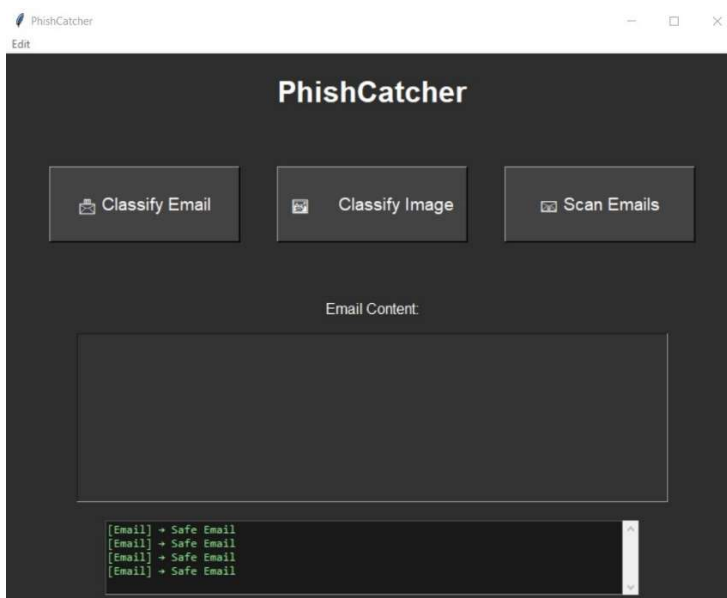 PhishCatcher
Edit
PhishCatcher
Classify Email
Classify Image
Scan Emails
Email Content:
[Email] → Safe Email
[Email] → Safe Email
[Email] → Safe Email
[Email] → Safe Email